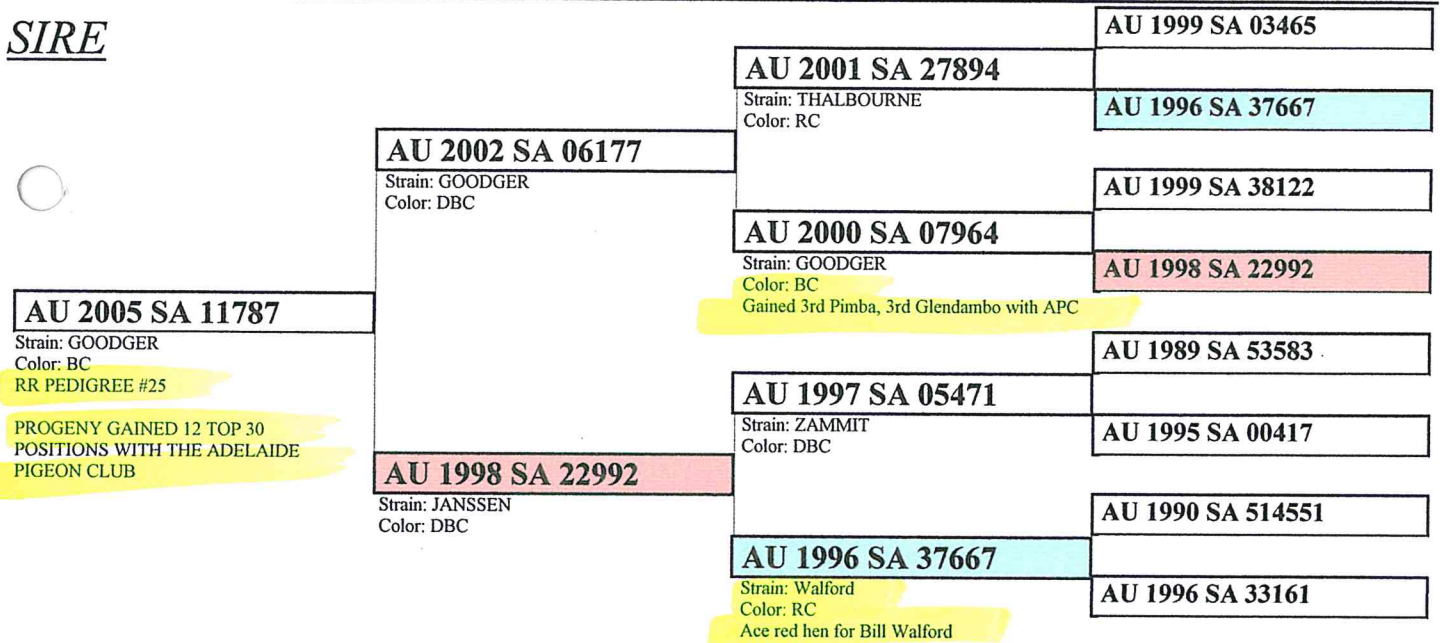 SIRE
AU 2005 SA 11787
Strain: GOODGER
Color: BC
RR PEDIGREE #25
PROGENY GAINED 12 TOP 30
POSITIONS WITH THE ADELAIDE
PIGEON CLUB
AU 2002 SA 06177
Strain: GOODGER
Color: DBC
AU 1998 SA 22992
Strain: JANSSEN
Color: DBC
AU 2001 SA 27894
Strain: THALBOURNE
Color: RC
AU 2000 SA 07964
Strain: GOODGER
Color: BC
Gained 3rd Pimba, 3rd Glendambo with APC
AU 1997 SA 05471
Strain: ZAMMIT
Color: DBC
AU 1996 SA 37667
Strain: Walford
Color: RC
Ace red hen for Bill Walford
AU 1999 SA 03465
AU 1996 SA 37667
AU 1999 SA 38122
AU 1998 SA 22992
AU 1989 SA 53583
AU 1995 SA 00417
AU 1990 SA 514551
AU 1996 SA 33161